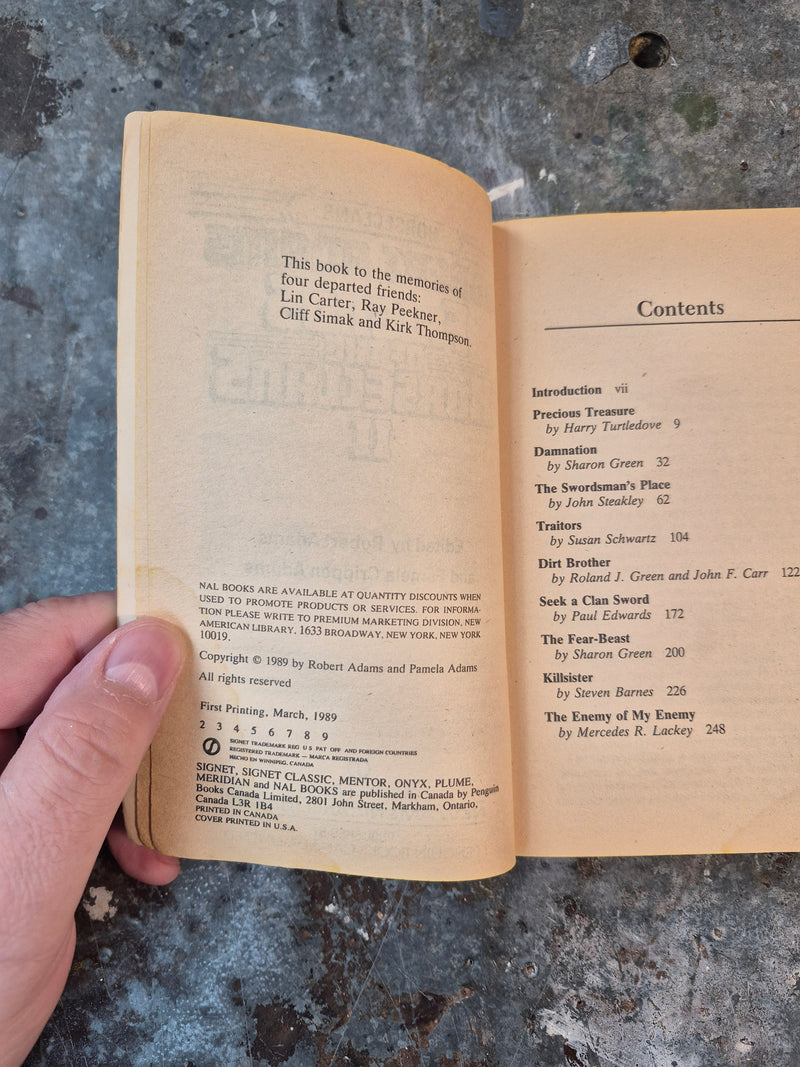 This book to the memories of
four departed friends:
Lin Carter, Ray Peekner,
Cliff Simak and Kirk Thompson.
NAL BOOKS ARE AVAILABLE AT QUANTITY DISCOUNTS WHEN
USED TO PROMOTE PRODUCTS OR SERVICES. FOR INFORMA-
TION PLEASE WRITE TO PREMIUM MARKETING DIVISION, NEW
AMERICAN LIBRARY, 1633 BROADWAY, NEW YORK, NEW YORK
10019.
Copyright © 1989 by Robert Adams and Pamela Adams
All rights reserved
First Printing, March, 1989
2 3 4 5 6 7 8 9
SIGNET TRADEMARK REG U S PAT OFF AND FOREIGN COUNTRIES
REGISTERED TRADEMARK — MARCA REGISTRADA
HECHO EN WINNIPEG, CANADA
SIGNET, SIGNET CLASSIC, MENTOR, ONYX, PLUME,
MERIDIAN and NAL BOOKS are published in Canada by Penguin
Books Canada Limited, 2801 John Street, Markham, Ontario,
Canada L3R 1B4
PRINTED IN CANADA
COVER PRINTED IN U.S.A.
Contents
Introduction vii
Precious Treasure
by Harry Turtledove 9
Damnation
by Sharon Green 32
The Swordsman's Place
by John Steakley 62
Traitors
by Susan Schwartz 104
Dirt Brother
by Roland J. Green and John F. Carr 122
Seek a Clan Sword
by Paul Edwards 172
The Fear-Beast
by Sharon Green 200
Killsister
by Steven Barnes 226
The Enemy of My Enemy
by Mercedes R. Lackey 248